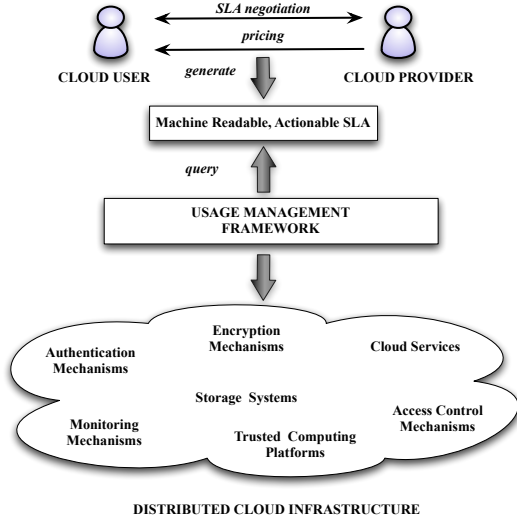 SLA negotiation
pricing
CLOUD USER
generate
CLOUD PROVIDER
Machine Readable, Actionable SLA
query
USAGE MANAGEMENT
FRAMEWORK
Encryption
Mechanisms
Authentication
Mechanisms
Cloud Services
Storage Systems
Monitoring
Mechanisms
Trusted Computing
Platforms
Access Control
Mechanisms
DISTRIBUTED CLOUD INFRASTRUCTURE